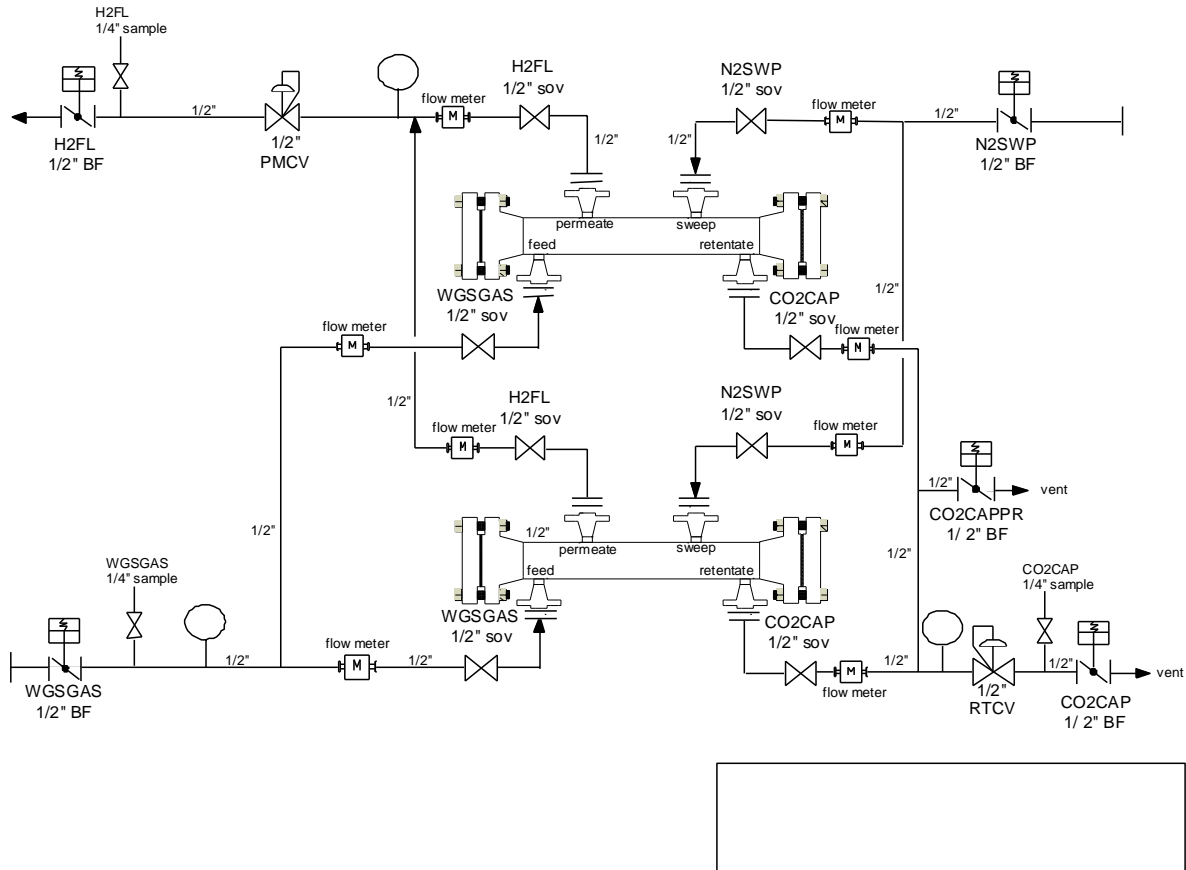 H2FL
1/4" sample
H2FL
1/2" sov
N2SWP
1/2" sov
flow meter
flow meter
M
M
1/2"
1/2"
H2FL
1/2" BF
1/2"
PMCV
1/2"
1/2"
N2SWP
1/2" BF
permeate
sweep
feed
retentate
WGSGAS
1/2" sov
CO2CAP
1/2" sov
1/2"
flow meter
flow meter
M
M
H2FL
1/2" sov
N2SWP
1/2" sov
1/2"
flow meter
flow meter
M
M
1/2"
vent
CO2CAPPR
1/ 2" BF
1/2"
1/2"
permeate
sweep
1/2"
feed
retentate
WGSGAS
1/4" sample
CO2CAP
1/4" sample
WGSGAS
1/2" sov
CO2CAP
1/2" sov
flow meter
1/2"
M
1/2"
M
flow meter
1/2"
1/2"
RTCV
1/2"
vent
WGSGAS
1/2" BF
CO2CAP
1/ 2" BF